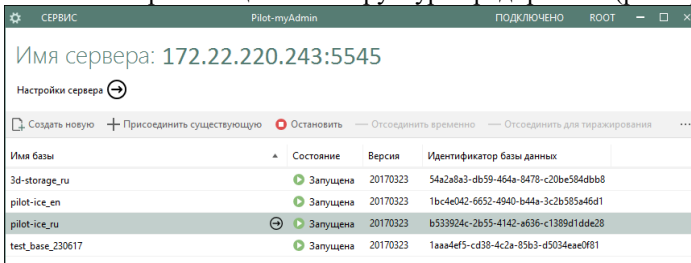 СЕРВИС Pilot-myAdmin ПОДКЛЮЧЕНО ROOT
Имя сервера: 172.22.220.243:5545
Настройки сервера
Создать новую Присоединить существующую Остановить Отсоединить временно Отсоединить для тиражирования ...
Имя базы Состояние Версия Идентификатор базы данных
3d-storage_ru Запущена 20170323 54a2a8a3-db59-464a-8478-c20be584dbb8
pilot-ice_en Запущена 20170323 1bc4e042-6652-4940-b44a-3c2b585a46d1
pilot-ice_ru Запущена 20170323 b533924c-2b55-4142-a636-c1389d1dde28
test_base_230617 Запущена 20170323 1aaa4ef5-cd38-4c2a-85b3-d5034eae0f81